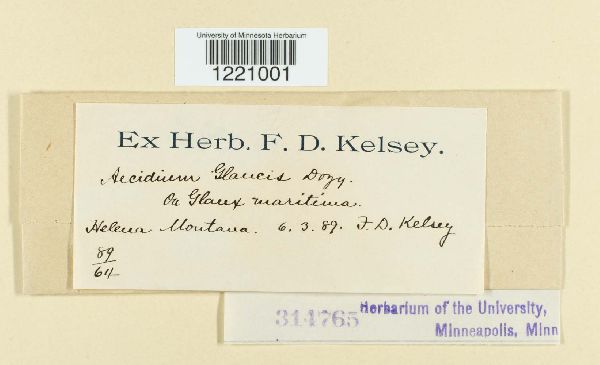 University of Minnesota Herbarium
1221001
Ex Herb. F. D. Kelsey.
Aecidium Glaucis Dozy.
On Glaux maritima.
Helena Montana. 6. 3. 89. F. D. Kelsey
89
64
314765 Herbarium of the University,
Minneapolis, Minn